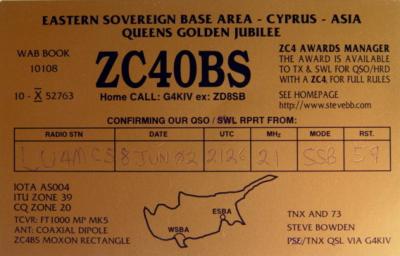 EASTERN SOVEREIGN BASE AREA - CYPRUS - ASIA
QUEENS GOLDEN JUBILEE
WAB BOOK
10108
10 - X 52763
ZC40BS
Home CALL: G4KIV ex: ZD8SB
ZC4 AWARDS MANAGER
THE AWARD IS AVAILABLE
TO TX & SWL FOR QSO/HRD
WITH A ZC4, FOR FULL RULES
SEE HOMEPAGE
http://www.stevebb.com
CONFIRMING OUR QSO / SWL RPRT FROM:
RADIO STN DATE UTC MHz MODE RST.
LU4MCS 8 JUN 02 2126 21 SSB 59
IOTA AS004
ITU ZONE 39
CQ ZONE 20
TCVR: FT1000 MP MK5
ANT: COAXIAL DIPOLE
ZC4BS MOXON RECTANGLE
ESBA
WSBA
TNX AND 73
STEVE BOWDEN
PSE/TNX QSL VIA G4KIV